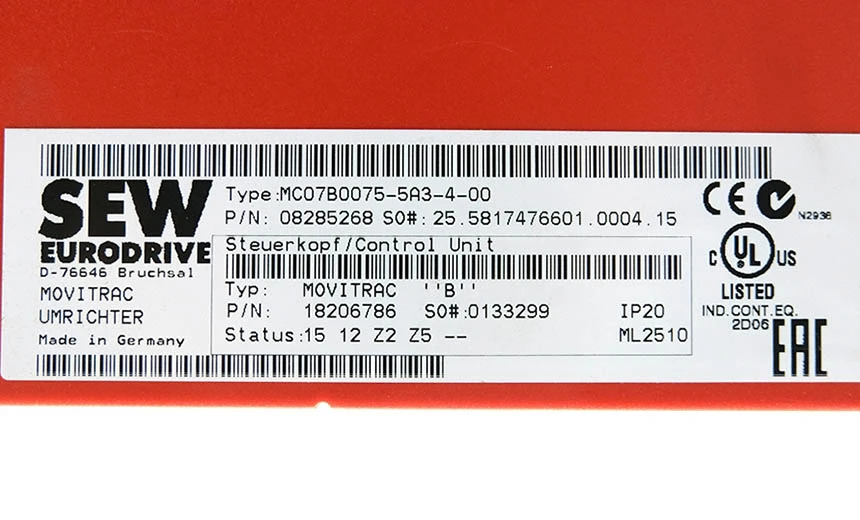 SEW
EURODRIVE
D-76646 Bruchsal
MOVITRAC
UMRICHTER
Made in Germany
Type:MC07B0075-5A3-4-00
P/N: 08285268 SO#: 25.5817476601.0004.15
Steuerkopf/Control Unit
Typ: MOVITRAC ''B''
P/N: 18206786 SO#:0133299 IP20
Status:15 12 Z2 Z5 -- ML2510
CE N2936
C UL US
LISTED
IND.CONT.EQ.
2D06
EAC